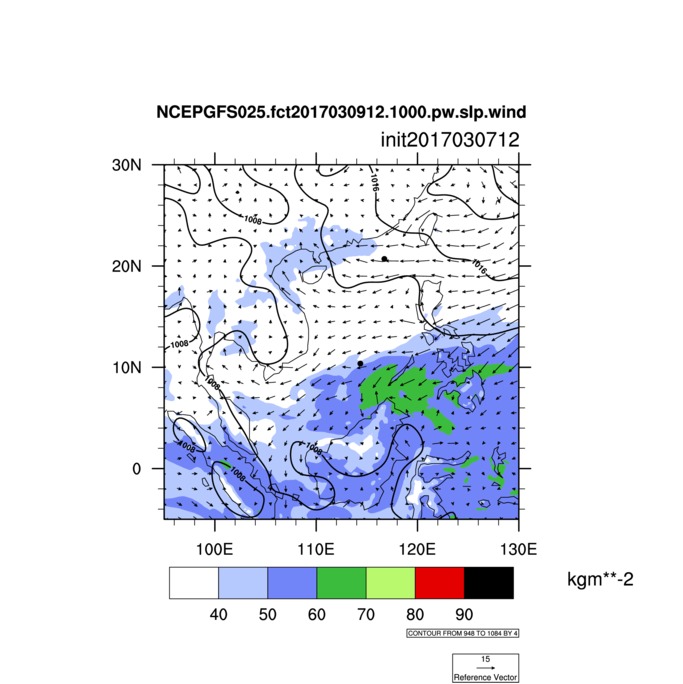 NCEPGFS025.fct2017030912.1000.pw.slp.wind
init2017030712
30N
1016
1008
20N
1016
1008
10N
1008
1008
1008
0
1008
100E
110E
120E
130E
40
50
60
70
80
90
kgm**-2
CONTOUR FROM 948 TO 1084 BY 4
15
Reference Vector